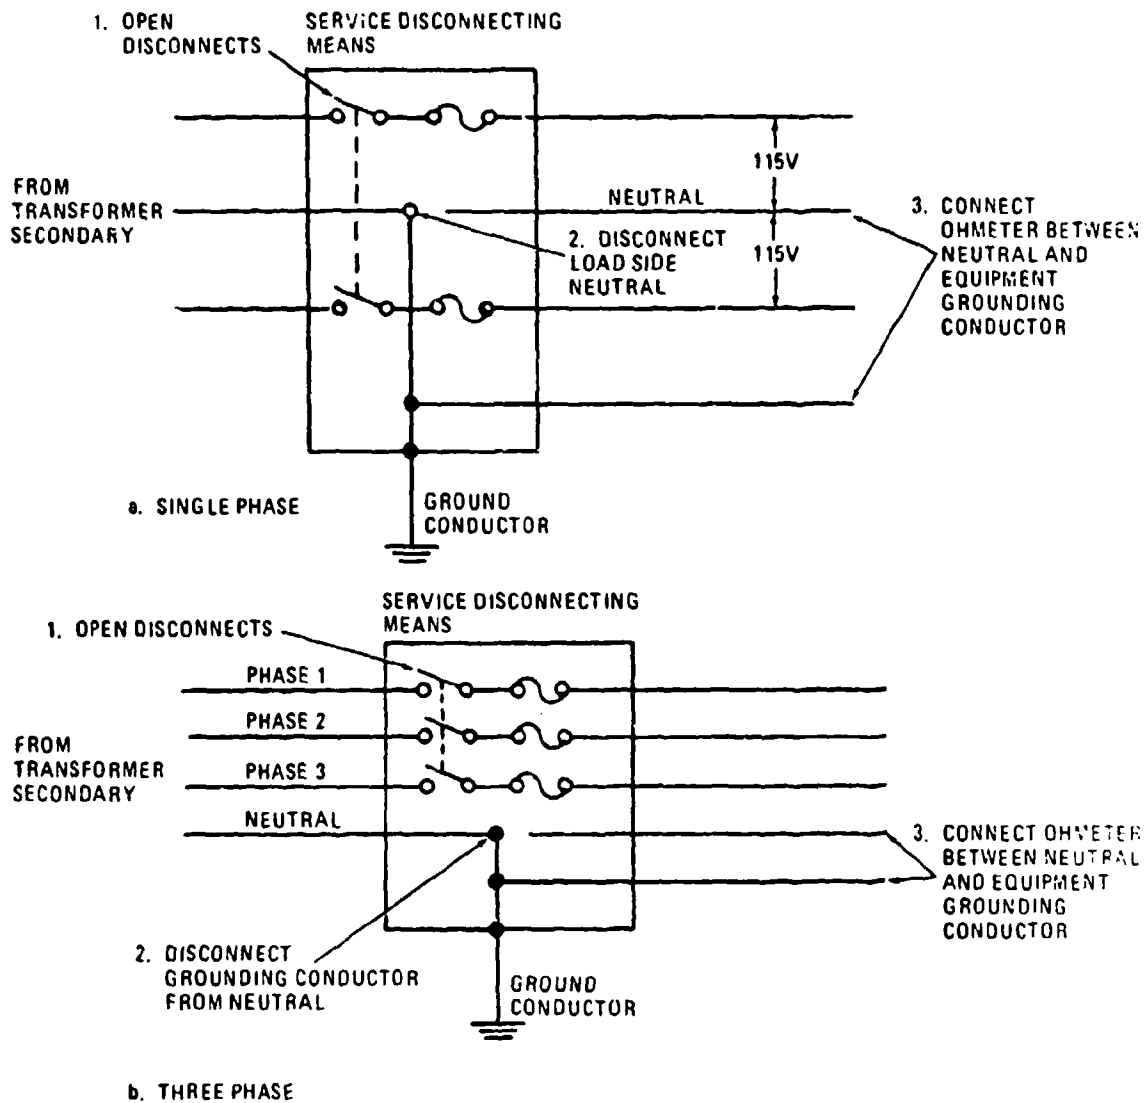 1. OPEN
DISCONNECTS
SERVICE DISCONNECTING
MEANS
115V
FROM
TRANSFORMER
SECONDARY
NEUTRAL
2. DISCONNECT
LOAD SIDE
NEUTRAL
115V
3. CONNECT
OHMETER BETWEEN
NEUTRAL AND
EQUIPMENT
GROUNDING
CONDUCTOR
a. SINGLE PHASE
GROUND
CONDUCTOR
SERVICE DISCONNECTING
MEANS
1. OPEN DISCONNECTS
PHASE 1
PHASE 2
FROM
TRANSFORMER
SECONDARY
PHASE 3
NEUTRAL
3. CONNECT OHMETER
BETWEEN NEUTRAL
AND EQUIPMENT
GROUNDING
CONDUCTOR
2. DISCONNECT
GROUNDING CONDUCTOR
FROM NEUTRAL
GROUND
CONDUCTOR
b. THREE PHASE